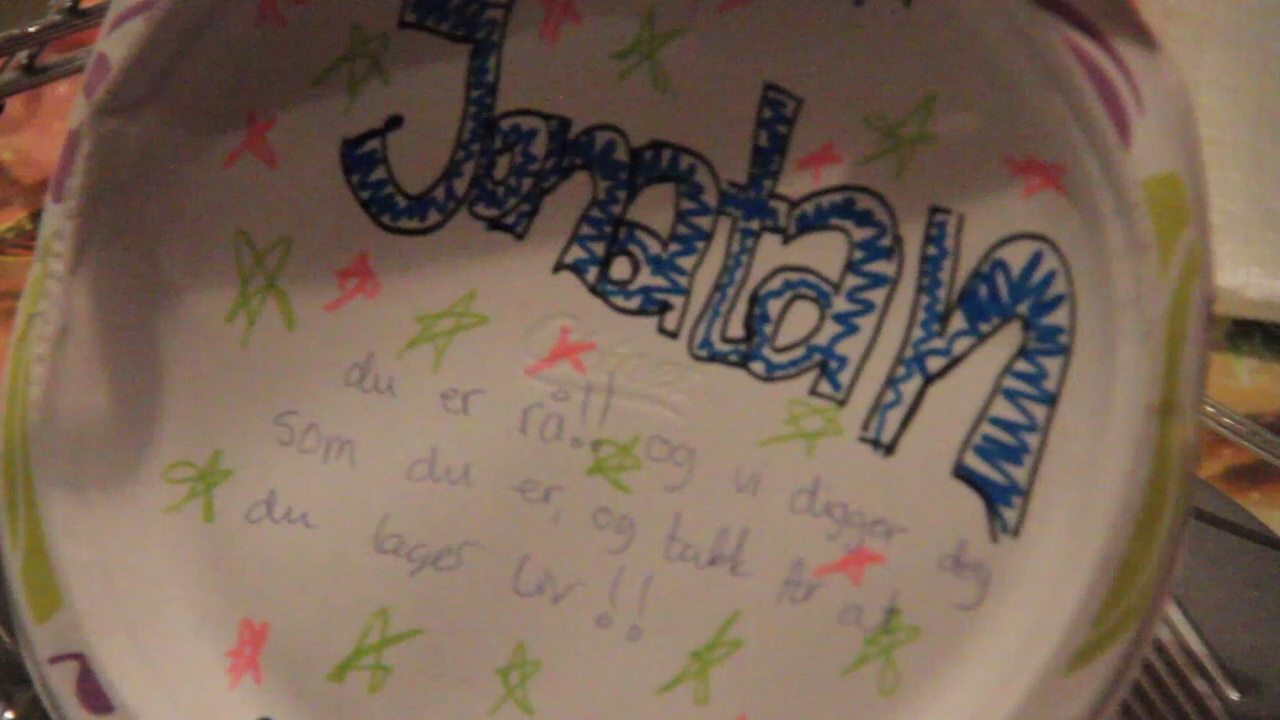 Jonatan
du er rå!! og vi digger deg
som du er, og takk for at
du lager liv!!